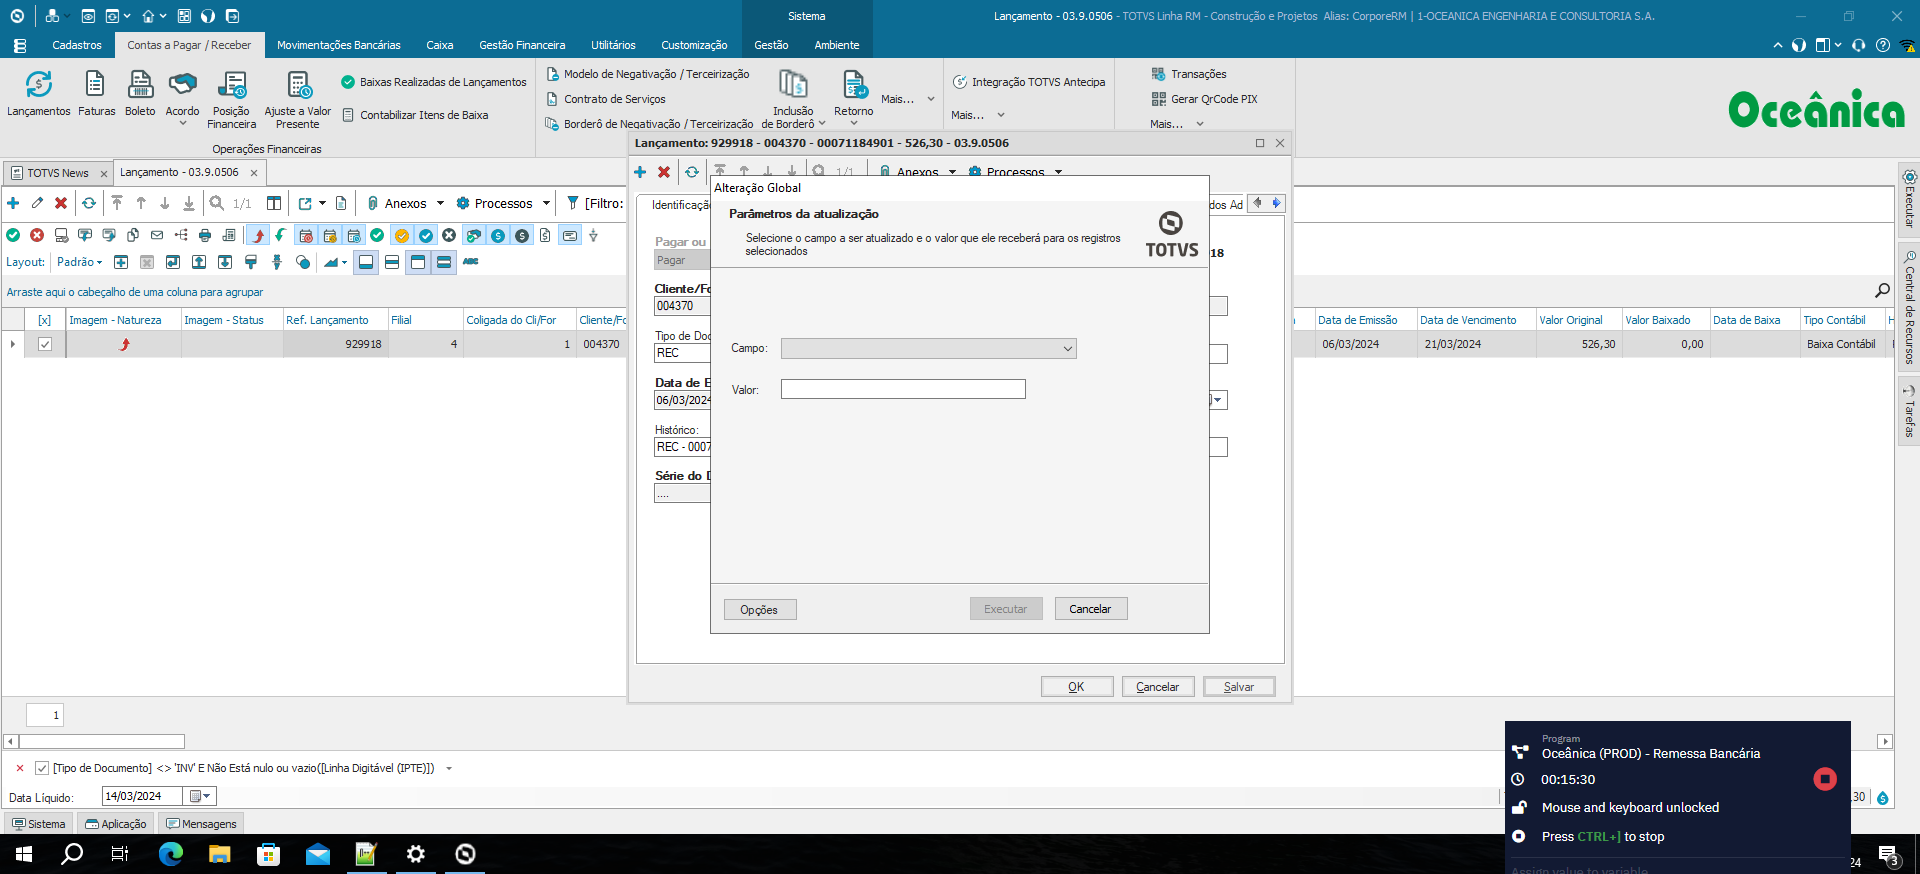 Sistema
Lançamento - 03.9.0506 - TOTVS Linha RM - Construção e Projetos Alias: CorporeRM | 1-OCEANICA ENGENHARIA E CONSULTORIA S.A.
Cadastros
Contas a Pagar / Receber
Movimentações Bancárias
Caixa
Gestão Financeira
Utilitários
Customização
Gestão
Ambiente
Lançamentos
Faturas
Boleto
Acordo
Posição
Financeira
Ajuste a Valor
Presente
Baixas Realizadas de Lançamentos
Contabilizar Itens de Baixa
Operações Financeiras
Modelo de Negativação / Terceirização
Contrato de Serviços
Borderô de Negativação / Terceirização
Inclusão
de Borderô
Retorno
Mais...
Integração TOTVS Antecipa
Mais...
Transações
Gerar QrCode PIX
Mais...
Oceânica
TOTVS News
Lançamento - 03.9.0506
1/1
Anexos
Processos
[Filtro:
Layout:
Padrão
Arraste aqui o cabeçalho de uma coluna para agrupar
[x]
Imagem - Natureza
Imagem - Status
Ref. Lançamento
Filial
Coligada do Cli/For
Cliente/Fo
929918
4
1
004370
Lançamento: 929918 - 004370 - 00071184901 - 526,30 - 03.9.0506
1/1
Anexos
Processos
Identificação
dos Ad
Pagar ou
Pagar
18
Cliente/Fo
004370
Tipo de Doc
REC
Data de E
06/03/2024
Histórico:
REC - 0007
Série do D
....
Alteração Global
Parâmetros da atualização
Selecione o campo a ser atualizado e o valor que ele receberá para os registros
selecionados
TOTVS
Campo:
Valor:
Opções
Executar
Cancelar
OK
Cancelar
Salvar
Data de Emissão
Data de Vencimento
Valor Original
Valor Baixado
Data de Baixa
Tipo Contábil
06/03/2024
21/03/2024
526,30
0,00
Baixa Contábil
Executar
Central de Recursos
Tarefas
1
[Tipo de Documento] <> 'INV' E Não Está nulo ou vazio([Linha Digitável (IPTE)])
Data Líquido:
14/03/2024
,30
Sistema
Aplicação
Mensagens
Program
Oceânica (PROD) - Remessa Bancária
00:15:30
Mouse and keyboard unlocked
Press CTRL+] to stop
Assign value to variable
24
3